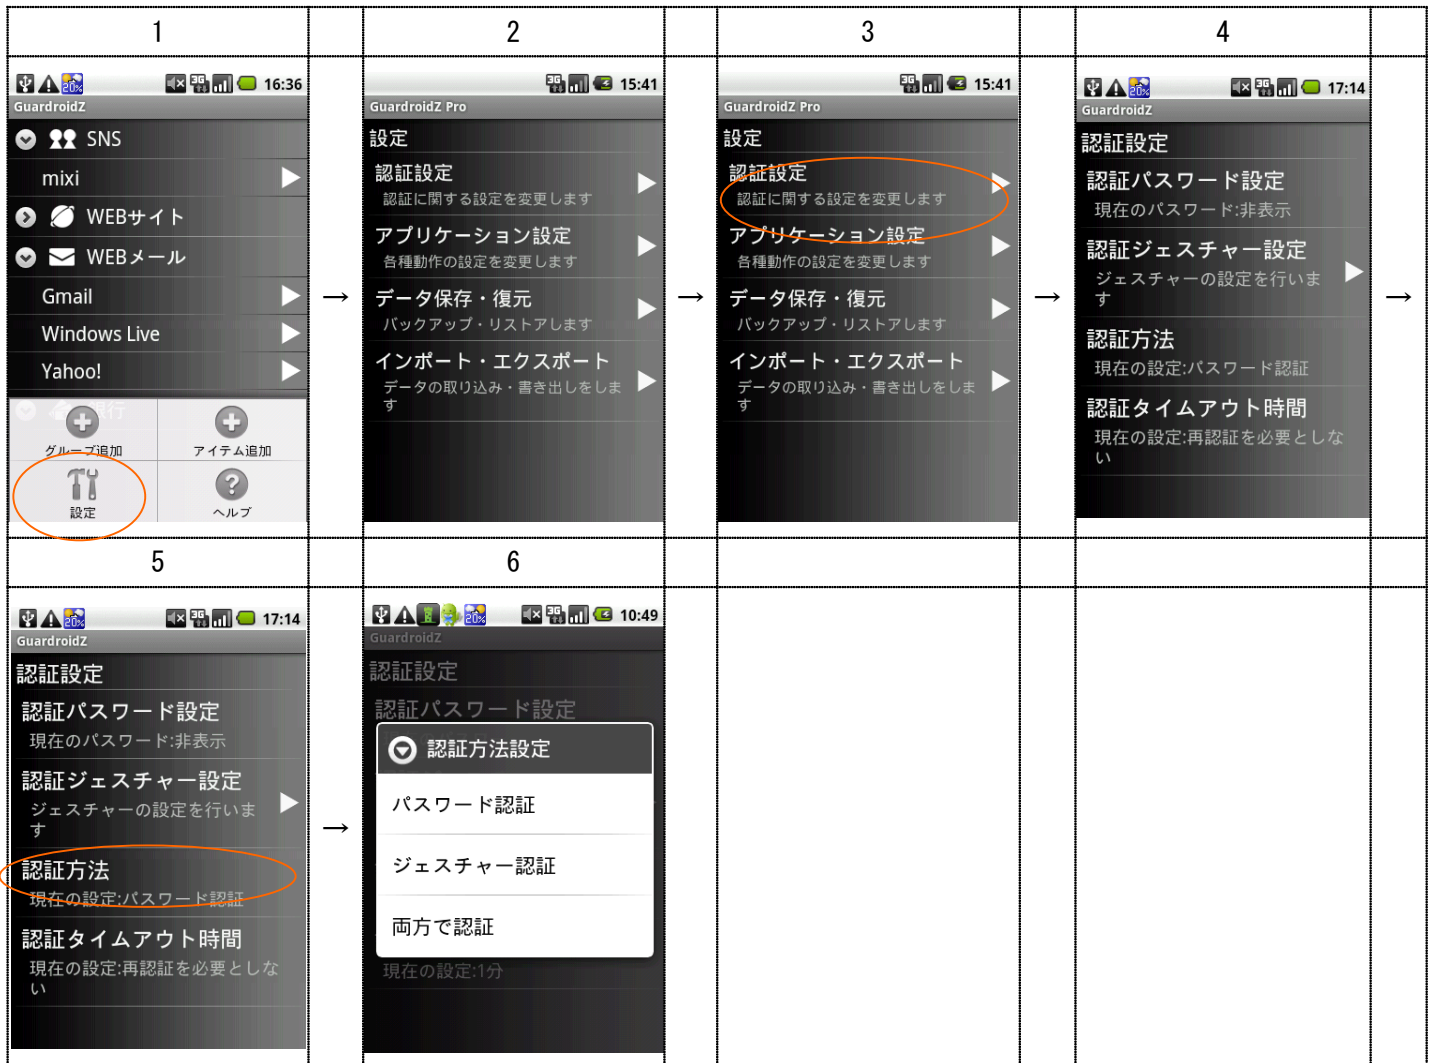 1
2
3
4
16:36
GuardroidZ
SNS
mixi
WEBサイト
WEBメール
Gmail
Windows Live
Yahoo!
銀行
グループ追加
アイテム追加
設定
ヘルプ
→
3G
15:41
GuardroidZ Pro
設定
認証設定
認証に関する設定を変更します
アプリケーション設定
各種動作の設定を変更します
データ保存・復元
バックアップ・リストアします
インポート・エクスポート
データの取り込み・書き出しをしま
す
→
3G
15:41
GuardroidZ Pro
設定
認証設定
認証に関する設定を変更します
アプリケーション設定
各種動作の設定を変更します
データ保存・復元
バックアップ・リストアします
インポート・エクスポート
データの取り込み・書き出しをしま
す
→
20%
3G
17:14
GuardroidZ
認証設定
認証パスワード設定
現在のパスワード:非表示
認証ジェスチャー設定
ジェスチャーの設定を行いま
す
認証方法
現在の設定:パスワード認証
認証タイムアウト時間
現在の設定:再認証を必要としな
い
→
5
6
20%
3G
17:14
GuardroidZ
認証設定
認証パスワード設定
現在のパスワード:非表示
認証ジェスチャー設定
ジェスチャーの設定を行いま
す
認証方法
現在の設定:パスワード認証
認証タイムアウト時間
現在の設定:再認証を必要としな
い
→
20%
3G
10:49
GuardroidZ
認証設定
認証パスワード設定
認証方法設定
パスワード認証
ジェスチャー認証
両方で認証
現在の設定:1分